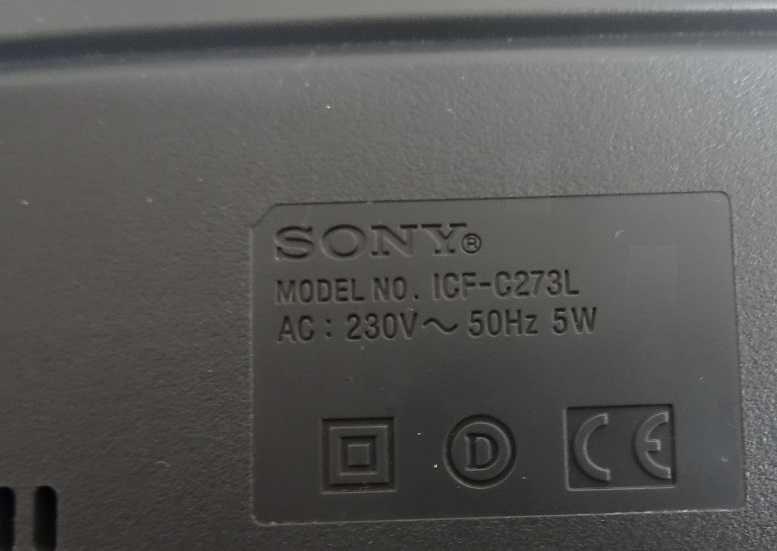 SONY®
MODEL NO. ICF-C273L
AC : 230V ~ 50Hz 5W
D CE